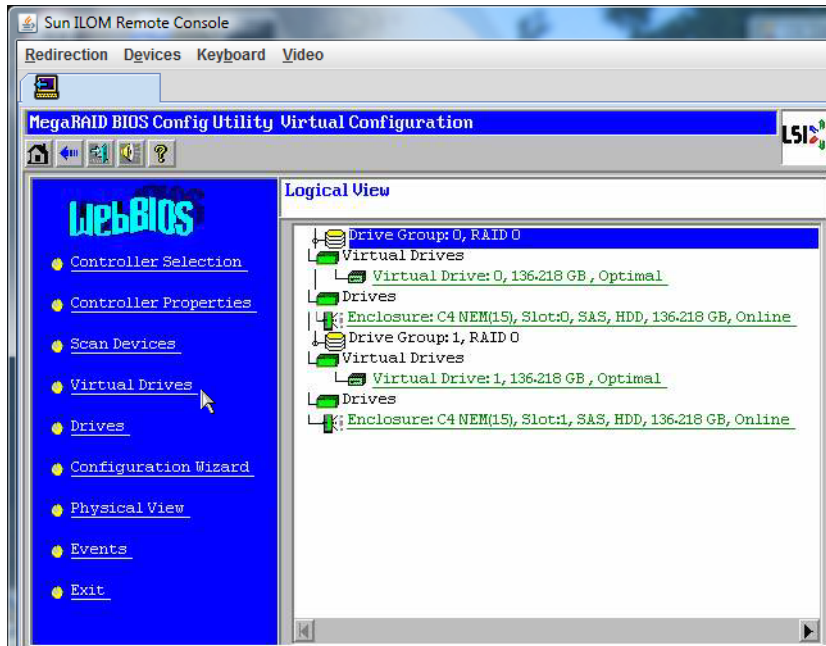 Sun ILOM Remote Console
Redirection Devices Keyboard Video
MegaRAID BIOS Config Utility Virtual Configuration
LSI
?
WebBIOS
Logical View
Controller Selection
Controller Properties
Scan Devices
Virtual Drives
Drives
Configuration Wizard
Physical View
Events
Exit
Drive Group: 0, RAID 0
Virtual Drives
Virtual Drive: 0, 136.218 GB , Optimal
Drives
Enclosure: C4 NEM(15), Slot:0, SAS, HDD, 136.218 GB, Online
Drive Group: 1, RAID 0
Virtual Drives
Virtual Drive: 1, 136.218 GB , Optimal
Drives
Enclosure: C4 NEM(15), Slot:1, SAS, HDD, 136.218 GB, Online